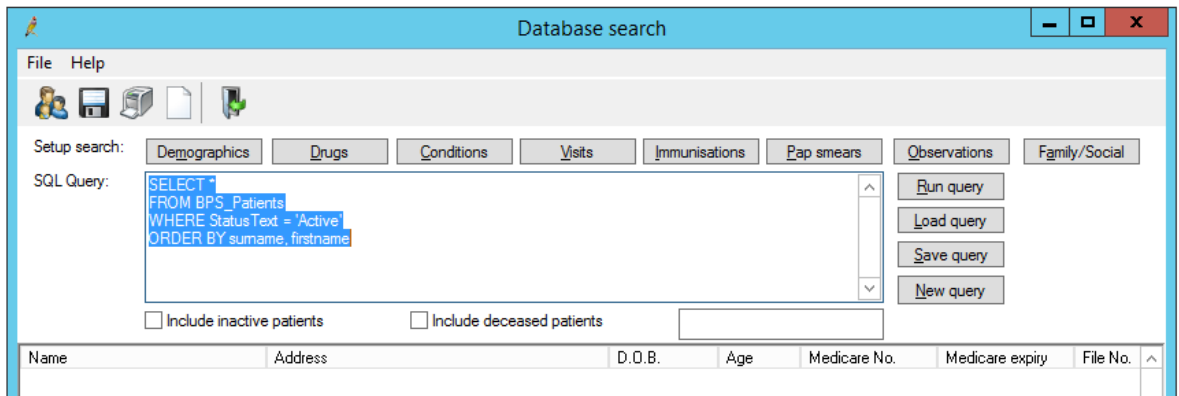 Database search
File Help
Setup search: Demographics Drugs Conditions Visits Immunisations Pap smears Observations Family/Social
SQL Query:
SELECT *
FROM BPS_Patients
WHERE StatusText = 'Active'
ORDER BY surname, firstname
Run query
Load query
Save query
New query
Include inactive patients Include deceased patients
Name Address D.O.B. Age Medicare No. Medicare expiry File No.